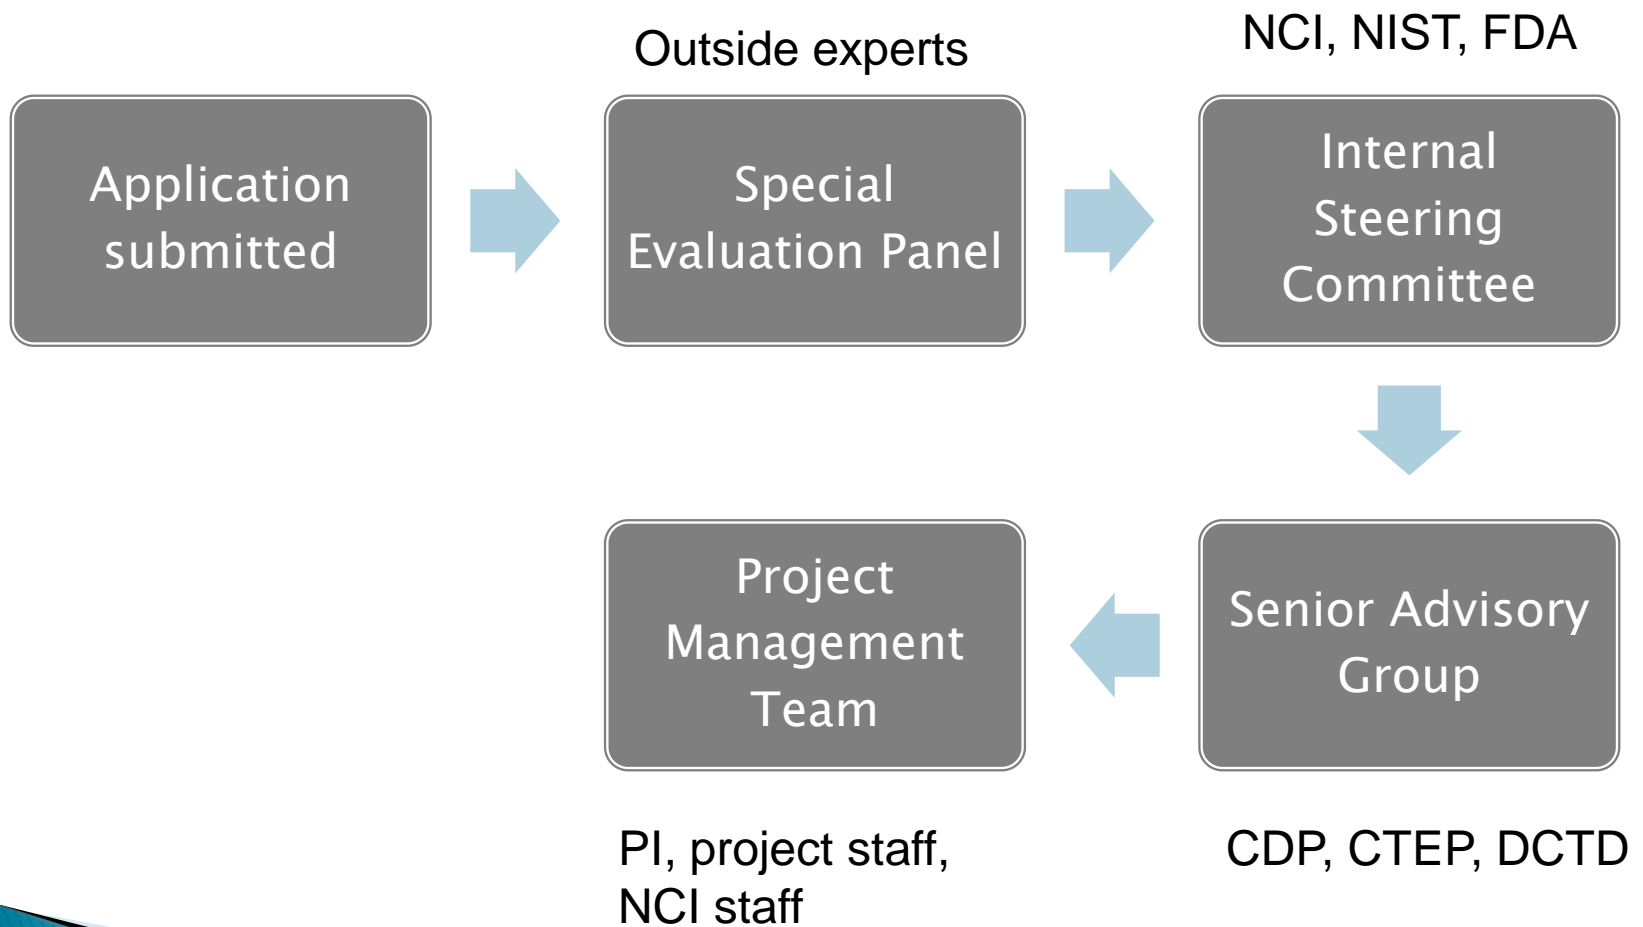 Outside experts
NCI, NIST, FDA
Application
submitted
Special
Evaluation Panel
Internal
Steering
Committee
Project
Management
Team
Senior Advisory
Group
PI, project staff,
NCI staff
CDP, CTEP, DCTD